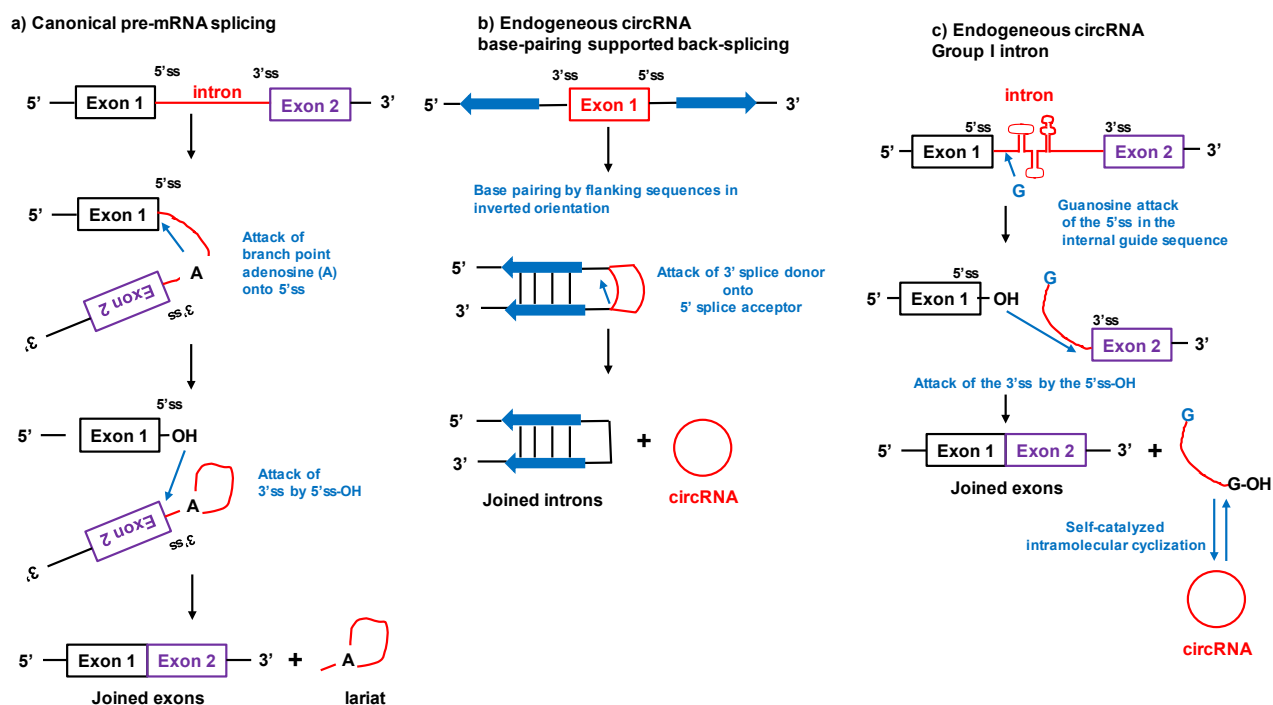 a) Canonical pre-mRNA splicing
5'ss
3'ss
intron
5'
Exon 1
Exon 2
3'
5'ss
5'
Exon 1
Attack of
branch point
adenosine (A)
onto 5'ss
A
Exon 2
3'ss
3'
5'ss
5'
Exon 1
OH
Attack of
3'ss by 5'ss-OH
A
Exon 2
3'ss
3'
5'
Exon 1
Exon 2
3'
+
A
Joined exons
lariat
b) Endogeneous circRNA
base-pairing supported back-splicing
3'ss
5'ss
5'
Exon 1
3'
Base pairing by flanking sequences in
inverted orientation
5'
3'
Attack of 3' splice donor
onto
5' splice acceptor
5'
3'
+
Joined introns
circRNA
c) Endogeneous circRNA
Group I intron
intron
5'ss
3'ss
5'
Exon 1
Exon 2
3'
G
Guanosine attack
of the 5'ss in the
internal guide sequence
5'ss
G
5'
Exon 1
OH
3'ss
Exon 2
3'
Attack of the 3'ss by the 5'ss-OH
G
5'
Exon 1
Exon 2
3'
+
Joined exons
G-OH
Self-catalyzed
intramolecular cyclization
circRNA